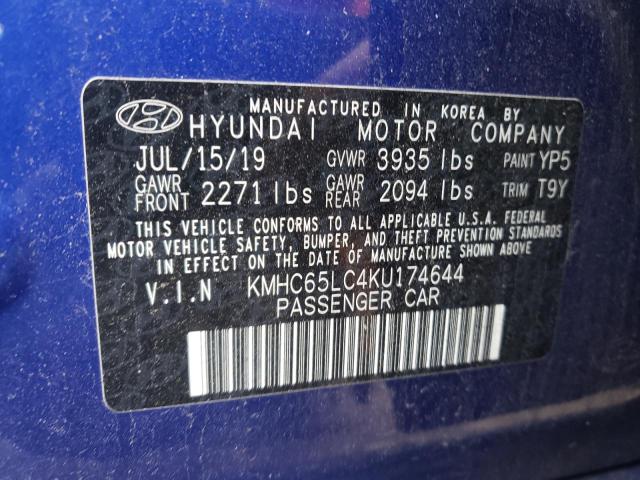 MANUFACTURED IN KOREA BY
HYUNDAI MOTOR COMPANY
JUL/15/19 GVWR 3935 lbs PAINT YP5
GAWR FRONT 2271 lbs GAWR REAR 2094 lbs TRIM T9Y
THIS VEHICLE CONFORMS TO ALL APPLICABLE U.S.A. FEDERAL
MOTOR VEHICLE SAFETY, BUMPER, AND THEFT PREVENTION STANDARDS
IN EFFECT ON THE DATE OF MANUFACTURE SHOWN ABOVE.
V.I.N KMHC65LC4KU174644
PASSENGER CAR